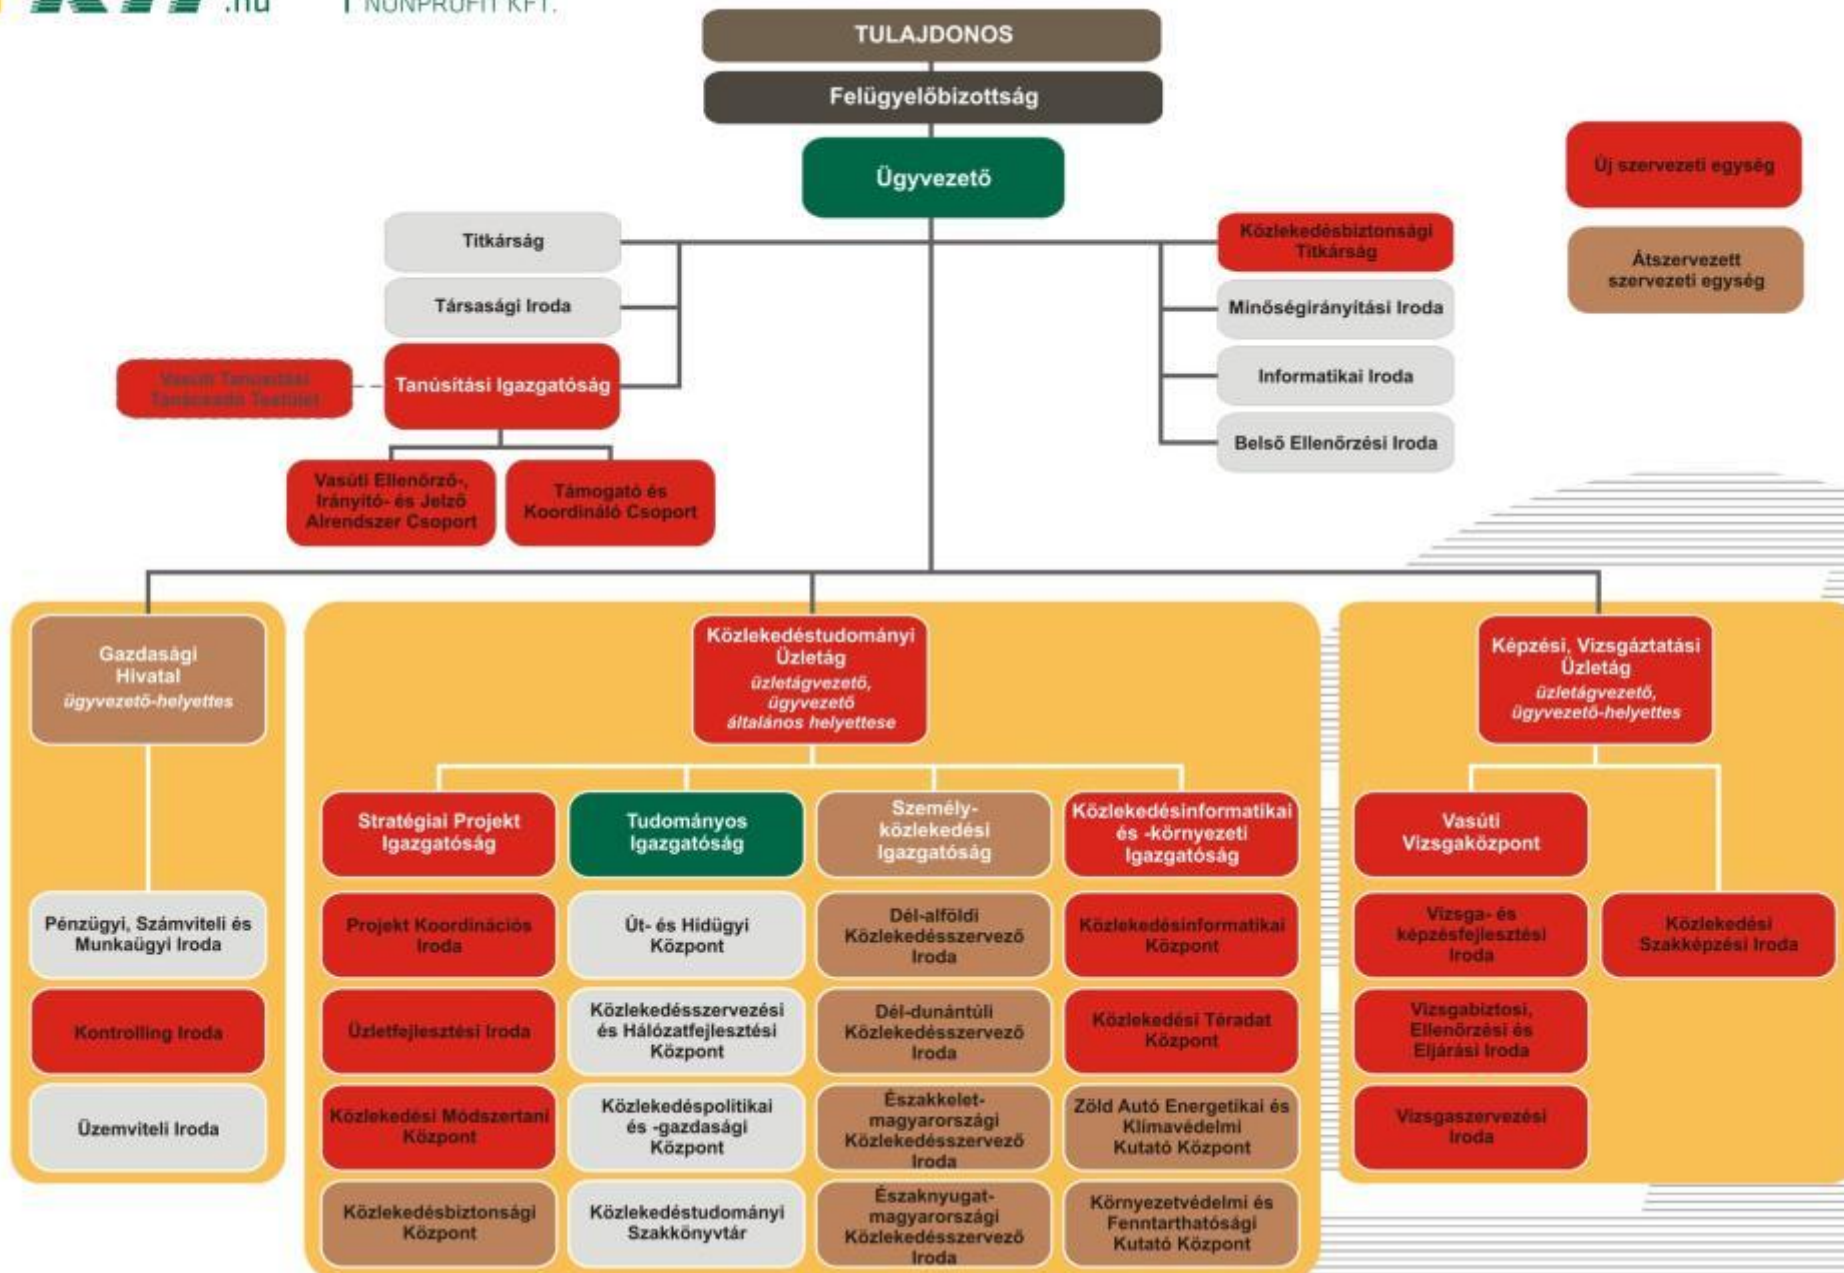 .hu
NONPROFIT KFT.
TULAJDONOS
Felügyelőbizottság
Ügyvezető
Új szervezeti egység
Átszervezett
szervezeti egység
Titkárság
Társasági Iroda
Tanúsítási Igazgatóság
Vasúti Tanúsítási
Tanácsadó Testület
Vasúti Ellenőrző-,
Irányító- és Jelző
Alrendszer Csoport
Támogató és
Koordináló Csoport
Közlekedésbiztonsági
Titkárság
Minőségirányítási Iroda
Informatikai Iroda
Belső Ellenőrzési Iroda
Gazdasági
Hivatal
ügyvezető-helyettes
Pénzügyi, Számviteli és
Munkaügyi Iroda
Kontrolling Iroda
Üzemviteli Iroda
Közlekedéstudományi
Üzletág
üzletágvezető,
ügyvezető
általános helyettese
Stratégiai Projekt
Igazgatóság
Projekt Koordinációs
Iroda
Üzletfejlesztési Iroda
Közlekedési Módszertani
Központ
Közlekedésbiztonsági
Központ
Tudományos
Igazgatóság
Út- és Hídügyi
Központ
Közlekedésszervezési
és Hálózatfejlesztési
Központ
Közlekedéspolitikai
és -gazdasági
Központ
Közlekedéstudományi
Szakkönyvtár
Személy-
közlekedési
Igazgatóság
Dél-alföldi
Közlekedésszervező
Iroda
Dél-dunántúli
Közlekedésszervező
Iroda
Északkelet-
magyarországi
Közlekedésszervező
Iroda
Északnyugat-
magyarországi
Közlekedésszervező
Iroda
Közlekedésinformatikai
és -környezeti
Igazgatóság
Közlekedésinformatikai
Központ
Közlekedési Téradat
Központ
Zöld Autó Energetikai és
Klímavédelmi
Kutató Központ
Környezetvédelmi és
Fenntarthatósági
Kutató Központ
Képzési, Vizsgáztatási
Üzletág
üzletágvezető,
ügyvezető-helyettes
Vasúti
Vizsgaközpont
Vizsga- és
képzésfejlesztési
Iroda
Vizsgabiztosi,
Ellenőrzési és
Eljárási Iroda
Vizsgaszervezési
Iroda
Közlekedési
Szakképzési Iroda